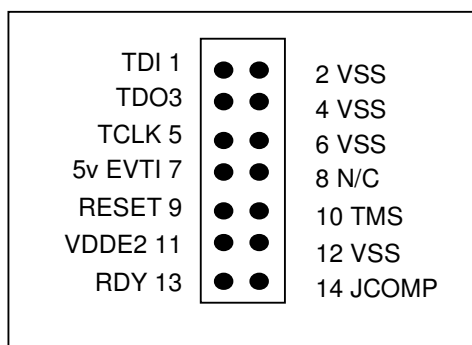 TDI 1
2 VSS
TDO3
4 VSS
TCLK 5
6 VSS
5v EVTI 7
8 N/C
RESET 9
10 TMS
VDDE2 11
12 VSS
RDY 13
14 JCOMP